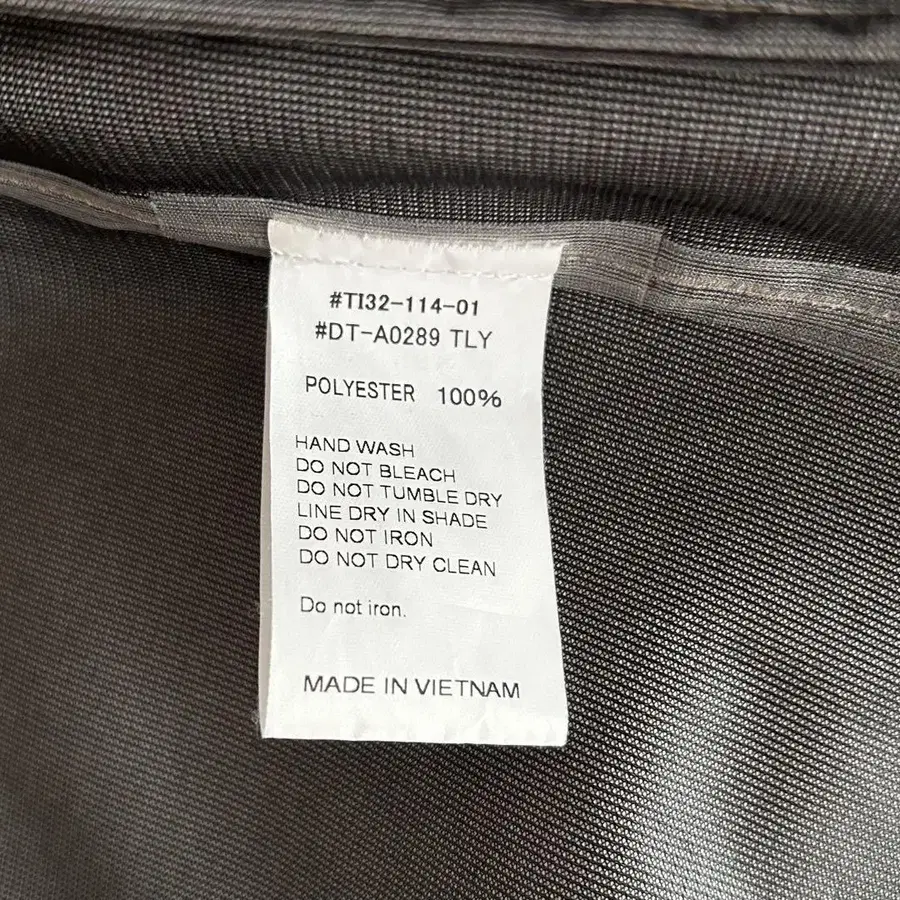 #TI32-114-01
#DT-A0289 TLY
POLYESTER 100%
HAND WASH
DO NOT BLEACH
DO NOT TUMBLE DRY
LINE DRY IN SHADE
DO NOT IRON
DO NOT DRY CLEAN
Do not iron.
MADE IN VIETNAM